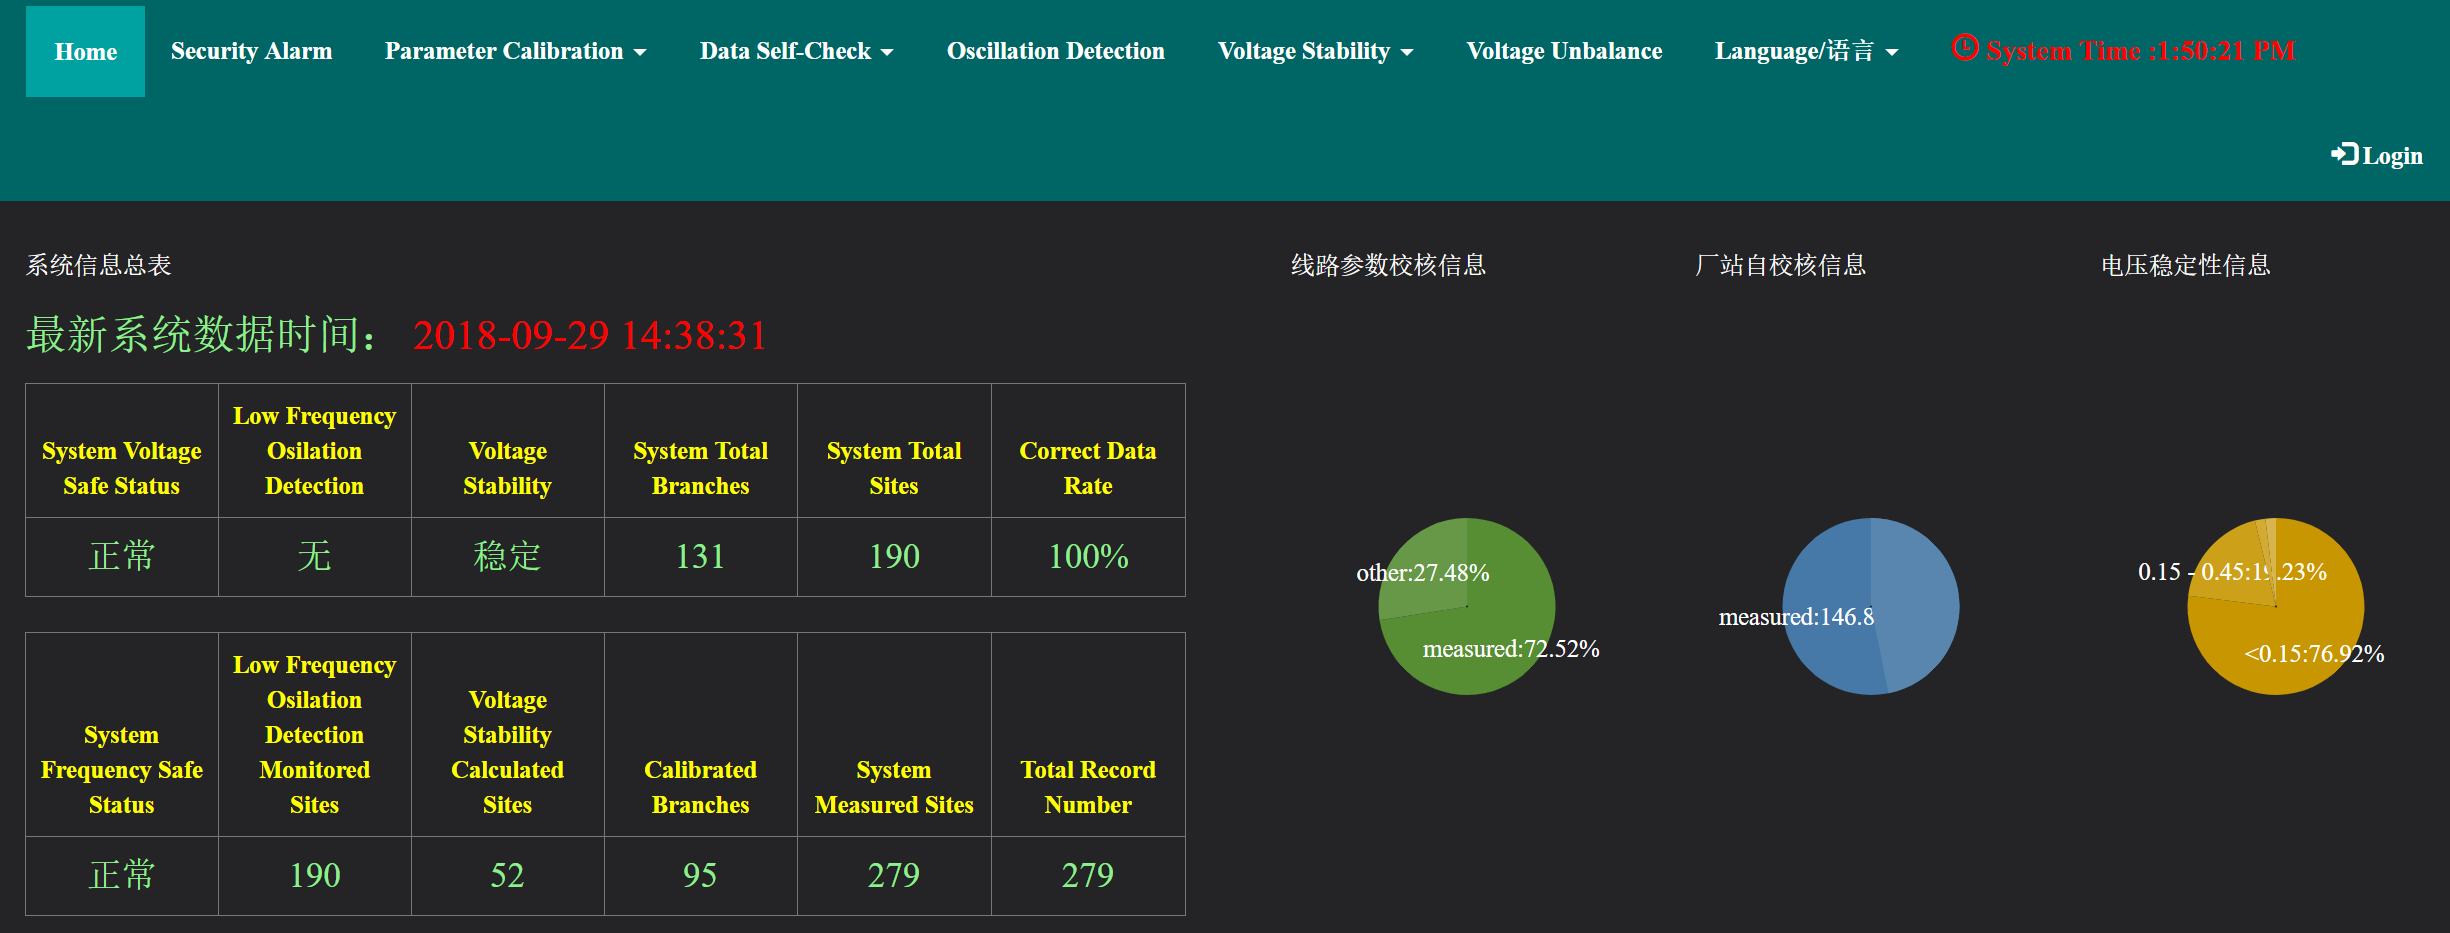 Home Security Alarm Parameter Calibration Data Self-Check Oscillation Detection Voltage Stability Voltage Unbalance Language/语言 System Time :1:50:21 PM
Login
系统信息总表
最新系统数据时间： 2018-09-29 14:38:31
System Voltage
Safe Status
Low Frequency
Osilation
Detection
Voltage
Stability
System Total
Branches
System Total
Sites
Correct Data
Rate
正常 无 稳定 131 190 100%
System
Frequency Safe
Status
Low Frequency
Osilation
Detection
Monitored
Sites
Voltage
Stability
Calculated
Sites
Calibrated
Branches
System
Measured Sites
Total Record
Number
正常 190 52 95 279 279
线路参数校核信息
other:27.48%
measured:72.52%
厂站自校核信息
measured:146.8
电压稳定性信息
0.15 - 0.45:19.23%
<0.15:76.92%